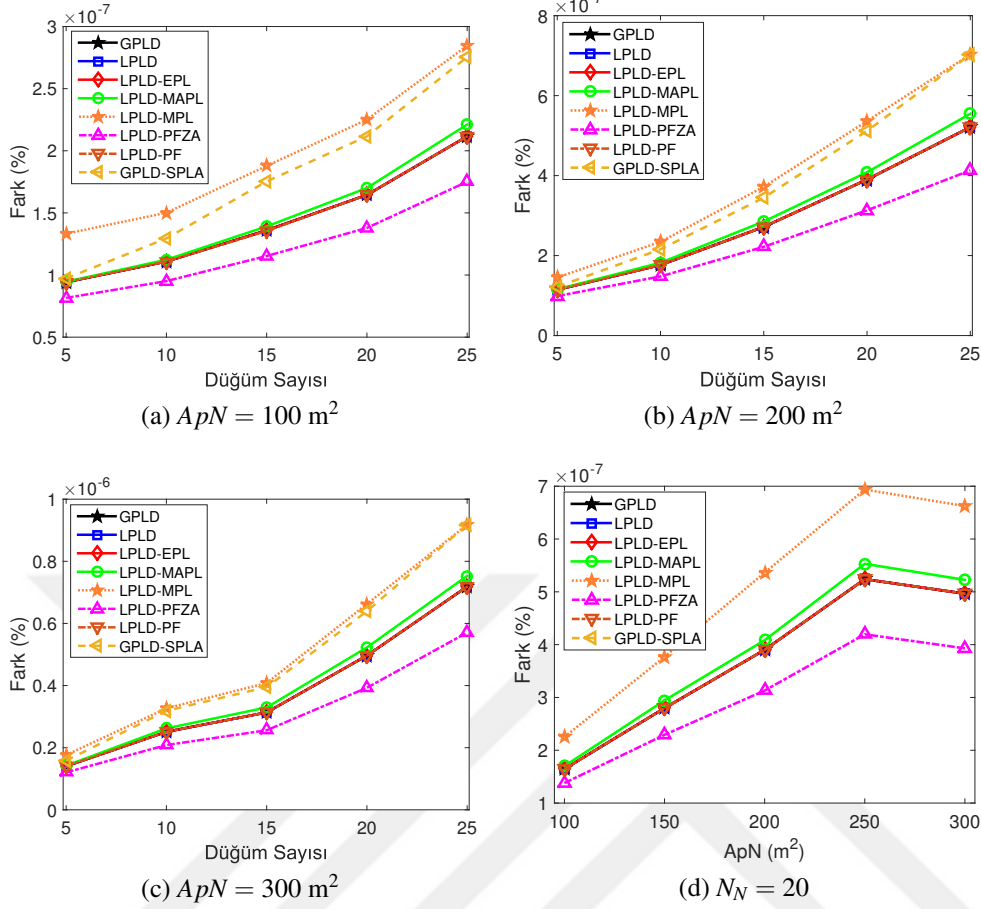 ×10⁻⁷
3
2.5
2
1.5
1
0.5
Fark (%)
GPLD
LPLD
LPLD-EPL
LPLD-MAPL
LPLD-MPL
LPLD-PFZA
LPLD-PF
GPLD-SPLA
5 10 15 20 25
Düğüm Sayısı
(a) ApN = 100 m²
8
6
4
2
0
Fark (%)
GPLD
LPLD
LPLD-EPL
LPLD-MAPL
LPLD-MPL
LPLD-PFZA
LPLD-PF
GPLD-SPLA
5 10 15 20 25
Düğüm Sayısı
(b) ApN = 200 m²
×10⁻⁶
1
0.8
0.6
0.4
0.2
0
Fark (%)
GPLD
LPLD
LPLD-EPL
LPLD-MAPL
LPLD-MPL
LPLD-PFZA
LPLD-PF
GPLD-SPLA
5 10 15 20 25
Düğüm Sayısı
(c) ApN = 300 m²
×10⁻⁷
7
6
5
4
3
2
1
Fark (%)
GPLD
LPLD
LPLD-EPL
LPLD-MAPL
LPLD-MPL
LPLD-PFZA
LPLD-PF
GPLD-SPLA
100 150 200 250 300
ApN (m²)
(d) N_N = 20